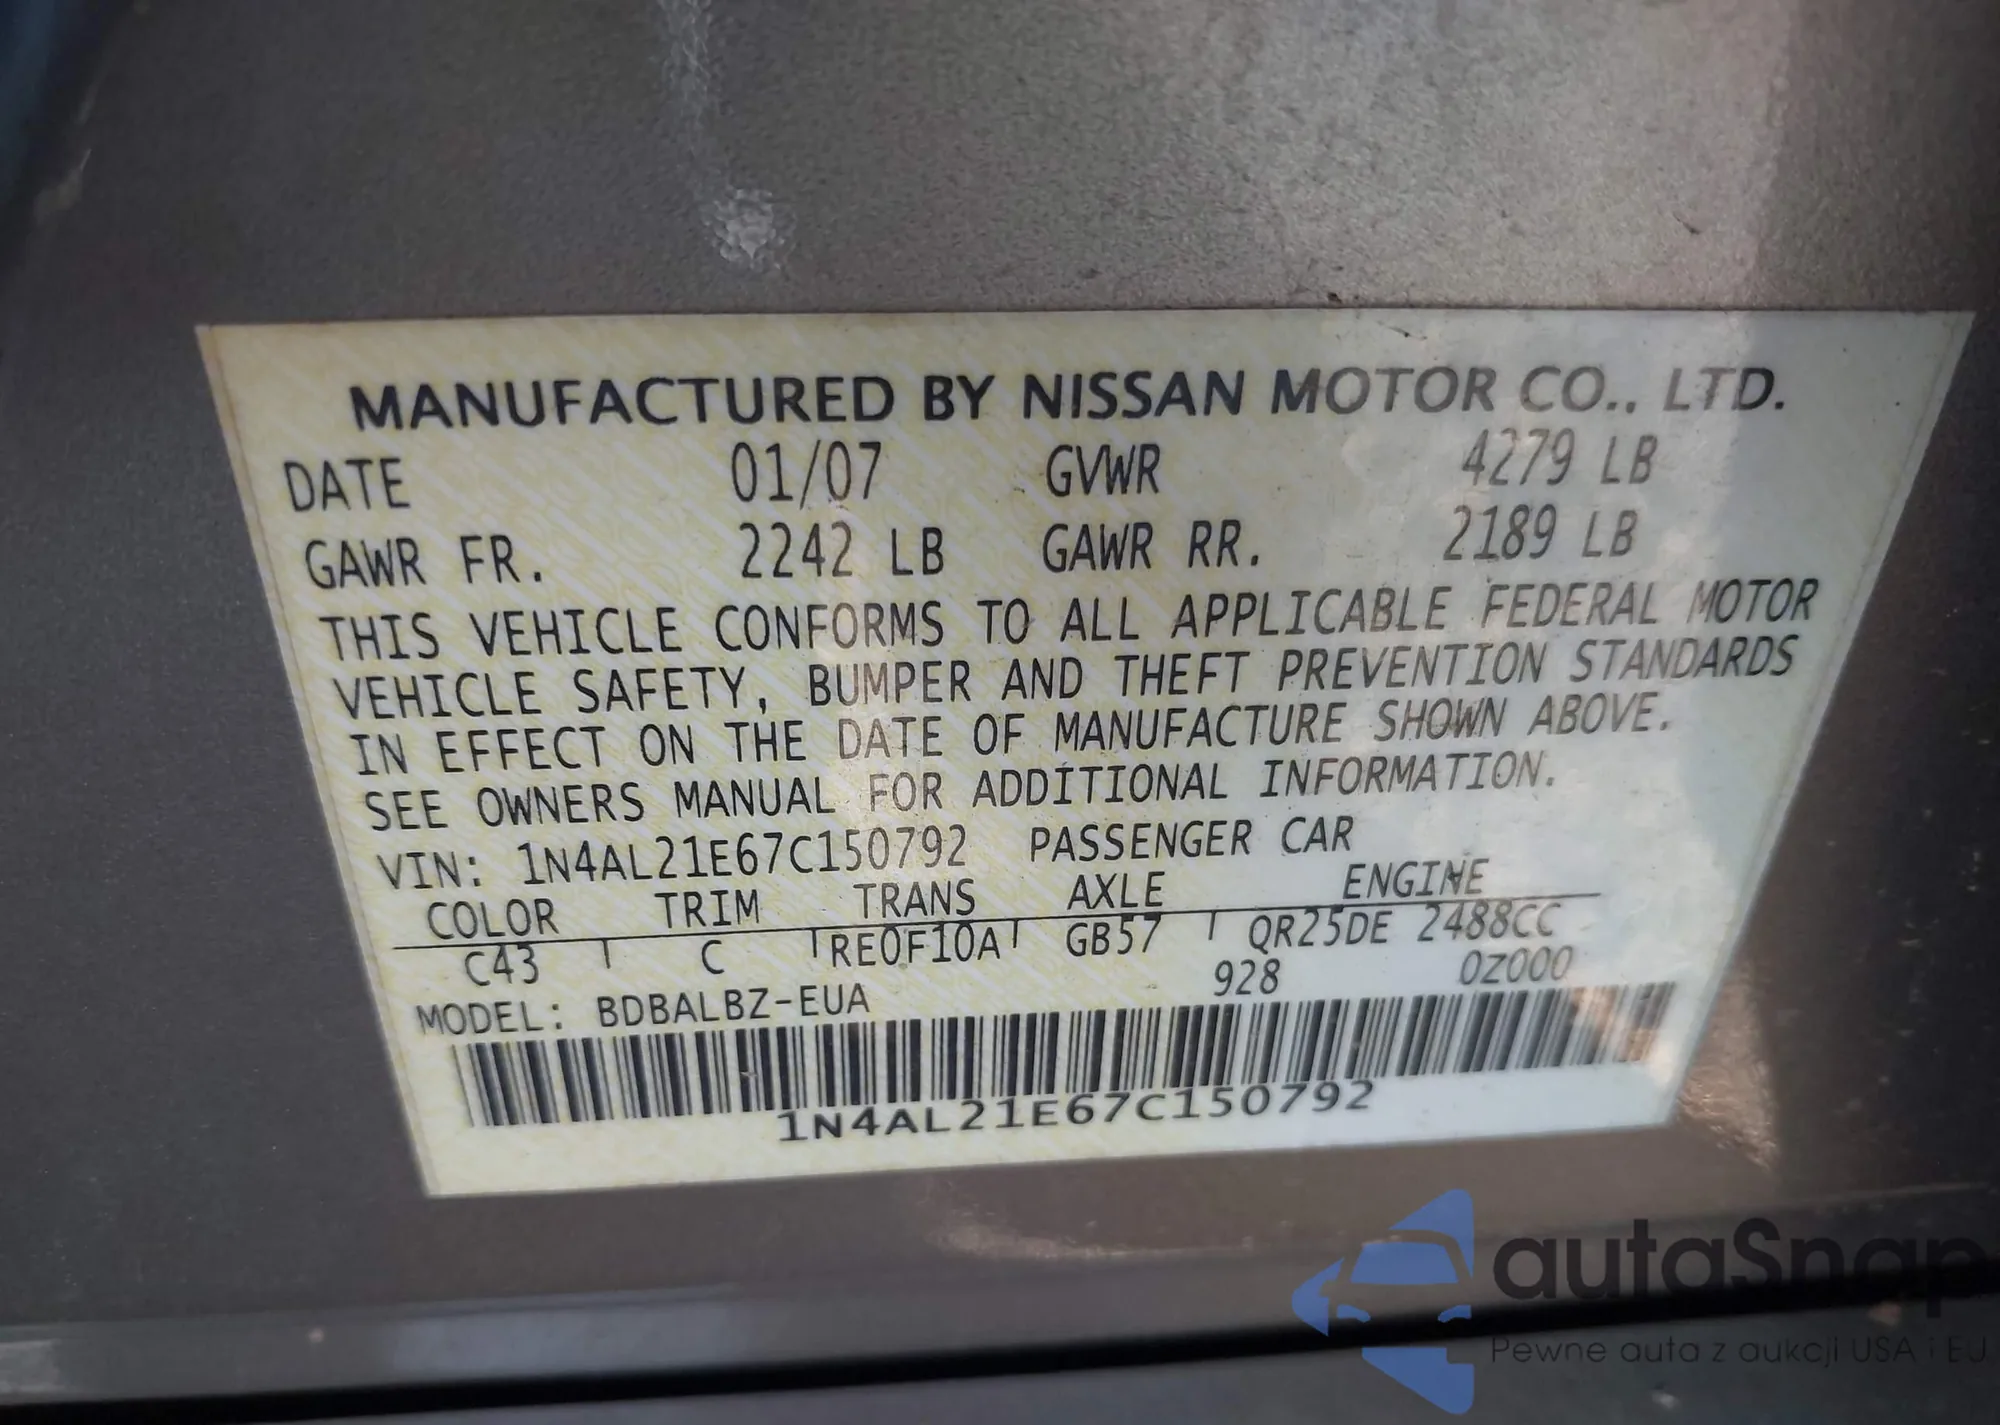 MANUFACTURED BY NISSAN MOTOR CO., LTD.
DATE 01/07 GVWR 4279 LB
GAWR FR. 2242 LB GAWR RR. 2189 LB
THIS VEHICLE CONFORMS TO ALL APPLICABLE FEDERAL MOTOR
VEHICLE SAFETY, BUMPER AND THEFT PREVENTION STANDARDS
IN EFFECT ON THE DATE OF MANUFACTURE SHOWN ABOVE.
SEE OWNERS MANUAL FOR ADDITIONAL INFORMATION.
VIN: 1N4AL21E67C150792 PASSENGER CAR
COLOR TRIM TRANS AXLE ENGINE
C43 C RE0F10A GB57 QR25DE 2488CC
928 0Z000
MODEL: BDBALBZ-EUA
1N4AL21E67C150792
autaSnap
Pewne auta z aukcji USA i EU